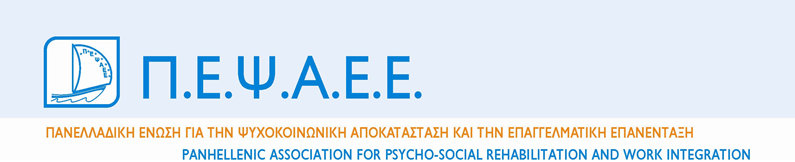 Π.Ε.Ψ.Α.Ε.Ε.
ΠΑΝΕΛΛΑΔΙΚΗ ΕΝΩΣΗ ΓΙΑ ΤΗΝ ΨΥΧΟΚΟΙΝΩΝΙΚΗ ΑΠΟΚΑΤΑΣΤΑΣΗ ΚΑΙ ΤΗΝ ΕΠΑΓΓΕΛΜΑΤΙΚΗ ΕΠΑΝΕΝΤΑΞΗ
PANHELLENIC ASSOCIATION FOR PSYCHO-SOCIAL REHABILITATION AND WORK INTEGRATION